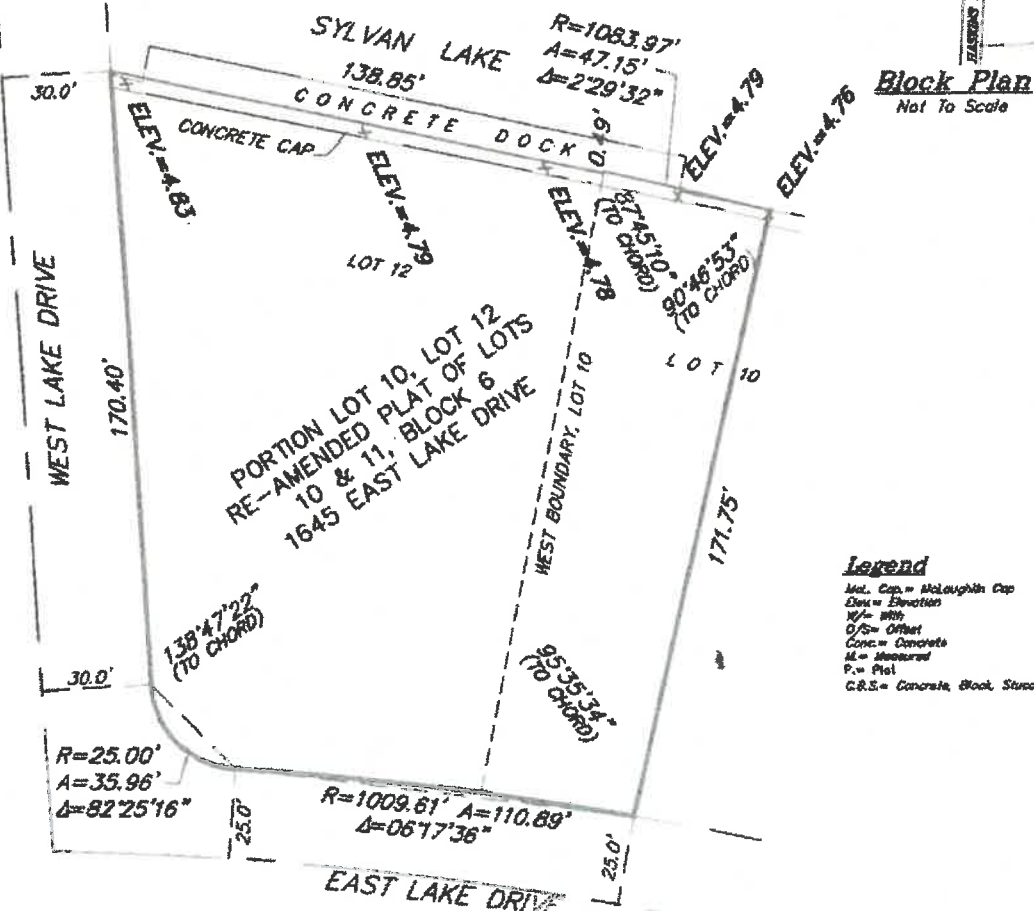 HASKINS
Block Plan
Not To Scale
SYLVAN LAKE
R=1083.97'
A=47.15'
Δ=2°29'32"
30.0'
138.85'
CONCRETE DOCK
CONCRETE CAP
0.49'
ELEV.=4.79
ELEV.=4.76
ELEV.=4.83
ELEV.=4.79
ELEV.=4.78
87°45'10"
(TO CHORD)
90°46'53"
(TO CHORD)
LOT 12
LOT 10
WEST LAKE DRIVE
170.40'
PORTION LOT 10, LOT 12
RE-AMENDED PLAT OF LOTS
10 & 11, BLOCK 6
1645 EAST LAKE DRIVE
WEST BOUNDARY, LOT 10
171.75'
Legend
McL. Cap.= McLaughlin Cap
Elev.= Elevation
W/= With
O/S= Offset
Conc.= Concrete
M.= Measured
P.= Plat
C.B.S.= Concrete, Block, Stucc
138°47'22"
(TO CHORD)
95°35'34"
(TO CHORD)
30.0'
R=25.00'
A=35.96'
Δ=82°25'16"
25.0'
R=1009.61' A=110.89'
Δ=06°17'36"
25.0'
EAST LAKE DRIVE